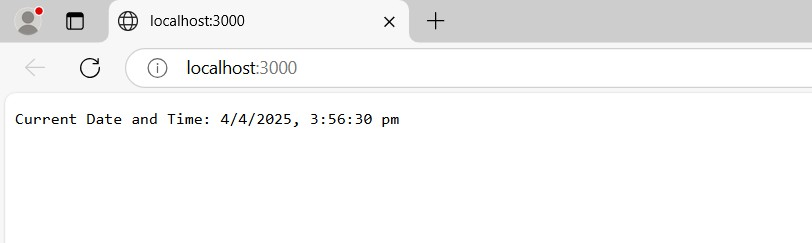 localhost:3000
localhost:3000
Current Date and Time: 4/4/2025, 3:56:30 pm